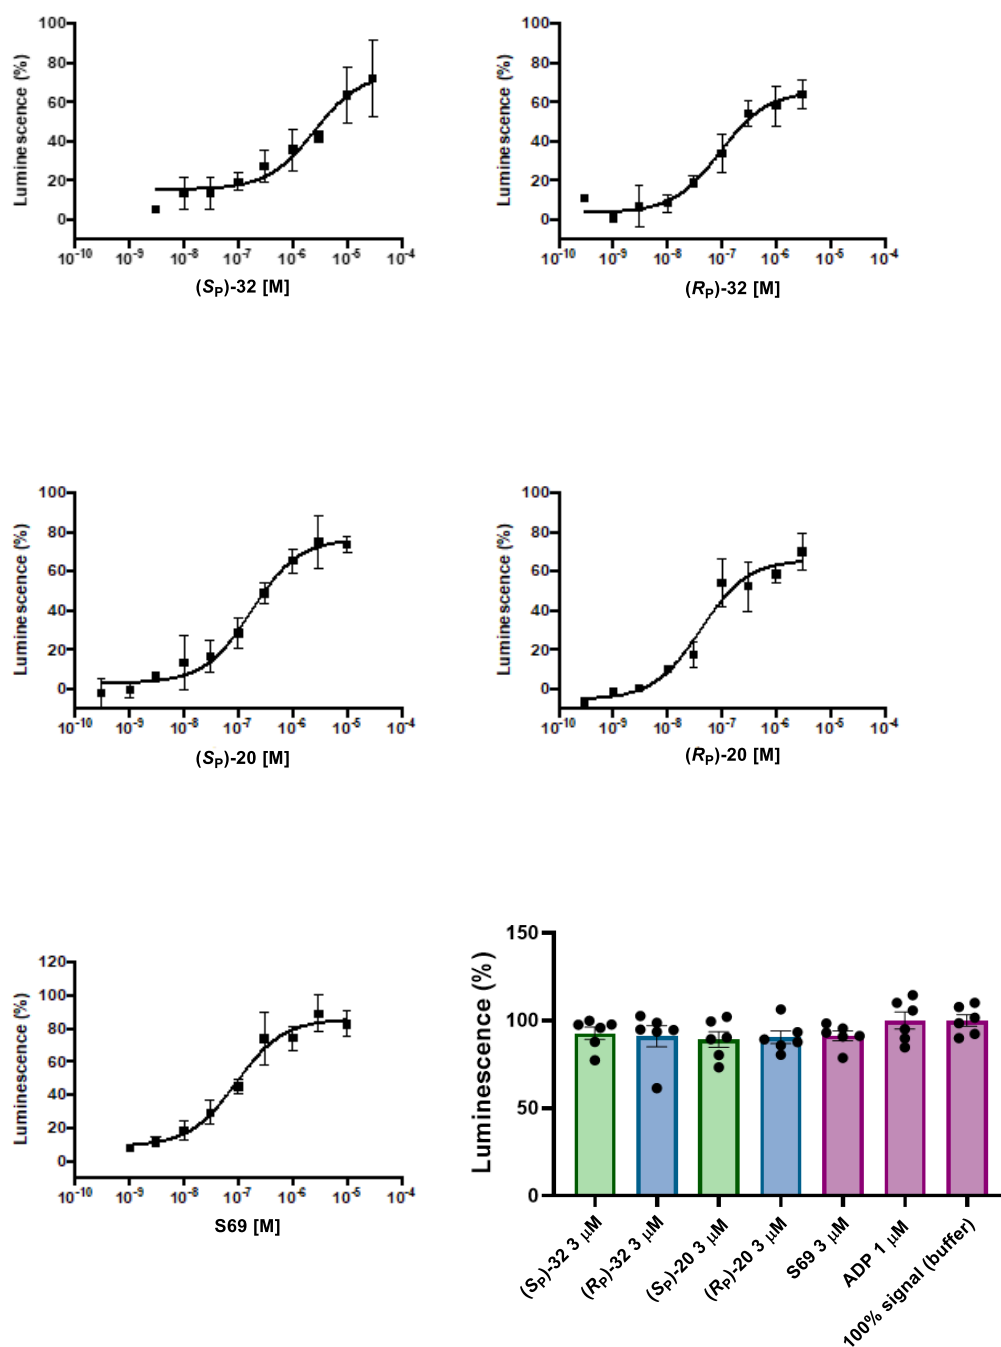 100
80
60
40
20
0
Luminescence (%)
10-10 10-9 10-8 10-7 10-6 10-5 10-4
(SP)-32 [M]
100
80
60
40
20
0
Luminescence (%)
10-10 10-9 10-8 10-7 10-6 10-5 10-4
(RP)-32 [M]
100
80
60
40
20
0
Luminescence (%)
10-10 10-9 10-8 10-7 10-6 10-5 10-4
(SP)-20 [M]
100
80
60
40
20
0
Luminescence (%)
10-10 10-9 10-8 10-7 10-6 10-5 10-4
(RP)-20 [M]
120
100
80
60
40
20
0
Luminescence (%)
10-10 10-9 10-8 10-7 10-6 10-5 10-4
S69 [M]
150
100
50
0
Luminescence (%)
(SP)-32 3 μM
(RP)-32 3 μM
(SP)-20 3 μM
(RP)-20 3 μM
S69 3 μM
ADP 1 μM
100% signal (buffer)